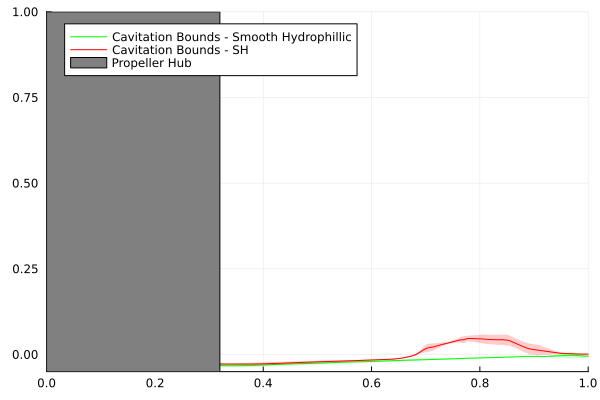 1.00
Cavitation Bounds - Smooth Hydrophillic
Cavitation Bounds - SH
Propeller Hub
0.75
0.50
0.25
0.00
0.0 0.2 0.4 0.6 0.8 1.0